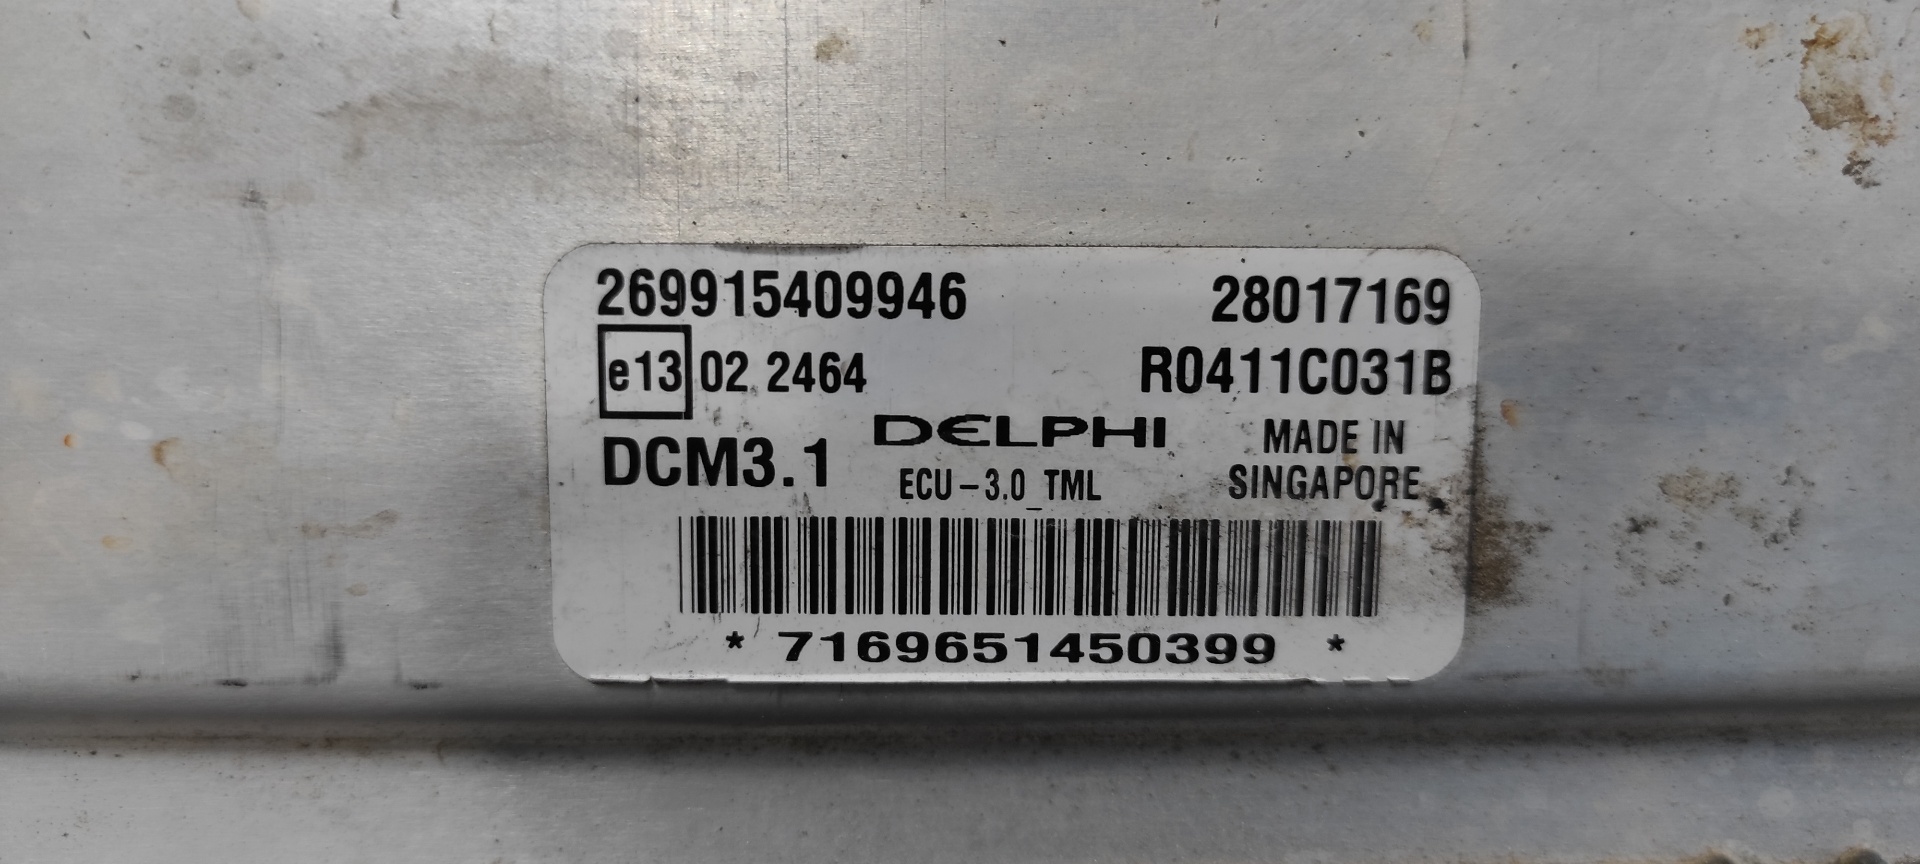 269915409946 28017169
e13 02 2464 R0411C031B
DCM3.1 DELPHI MADE IN
ECU-3.0_TML SINGAPORE
* 7169651450399 *